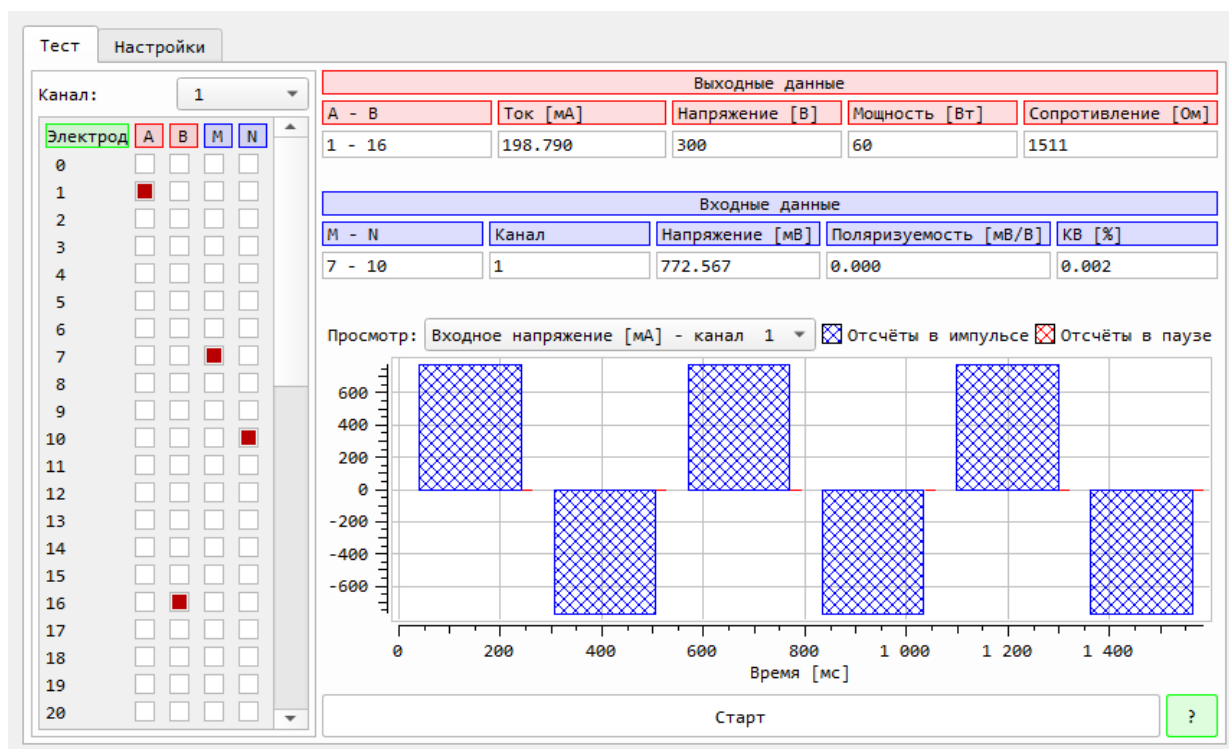 Тест Настройки
Канал: 1
Электрод A B M N
0
1
2
3
4
5
6
7
8
9
10
11
12
13
14
15
16
17
18
19
20
Выходные данные
A - B Ток [мА] Напряжение [В] Мощность [Вт] Сопротивление [Ом]
1 - 16 198.790 300 60 1511
Входные данные
M - N Канал Напряжение [мВ] Поляризуемость [мВ/В] КВ [%]
7 - 10 1 772.567 0.000 0.002
Просмотр: Входное напряжение [мА] - канал 1 Отсчёты в импульсе Отсчёты в паузе
600
400
200
0
-200
-400
-600
0 200 400 600 800 1 000 1 200 1 400
Время [мс]
Старт ?